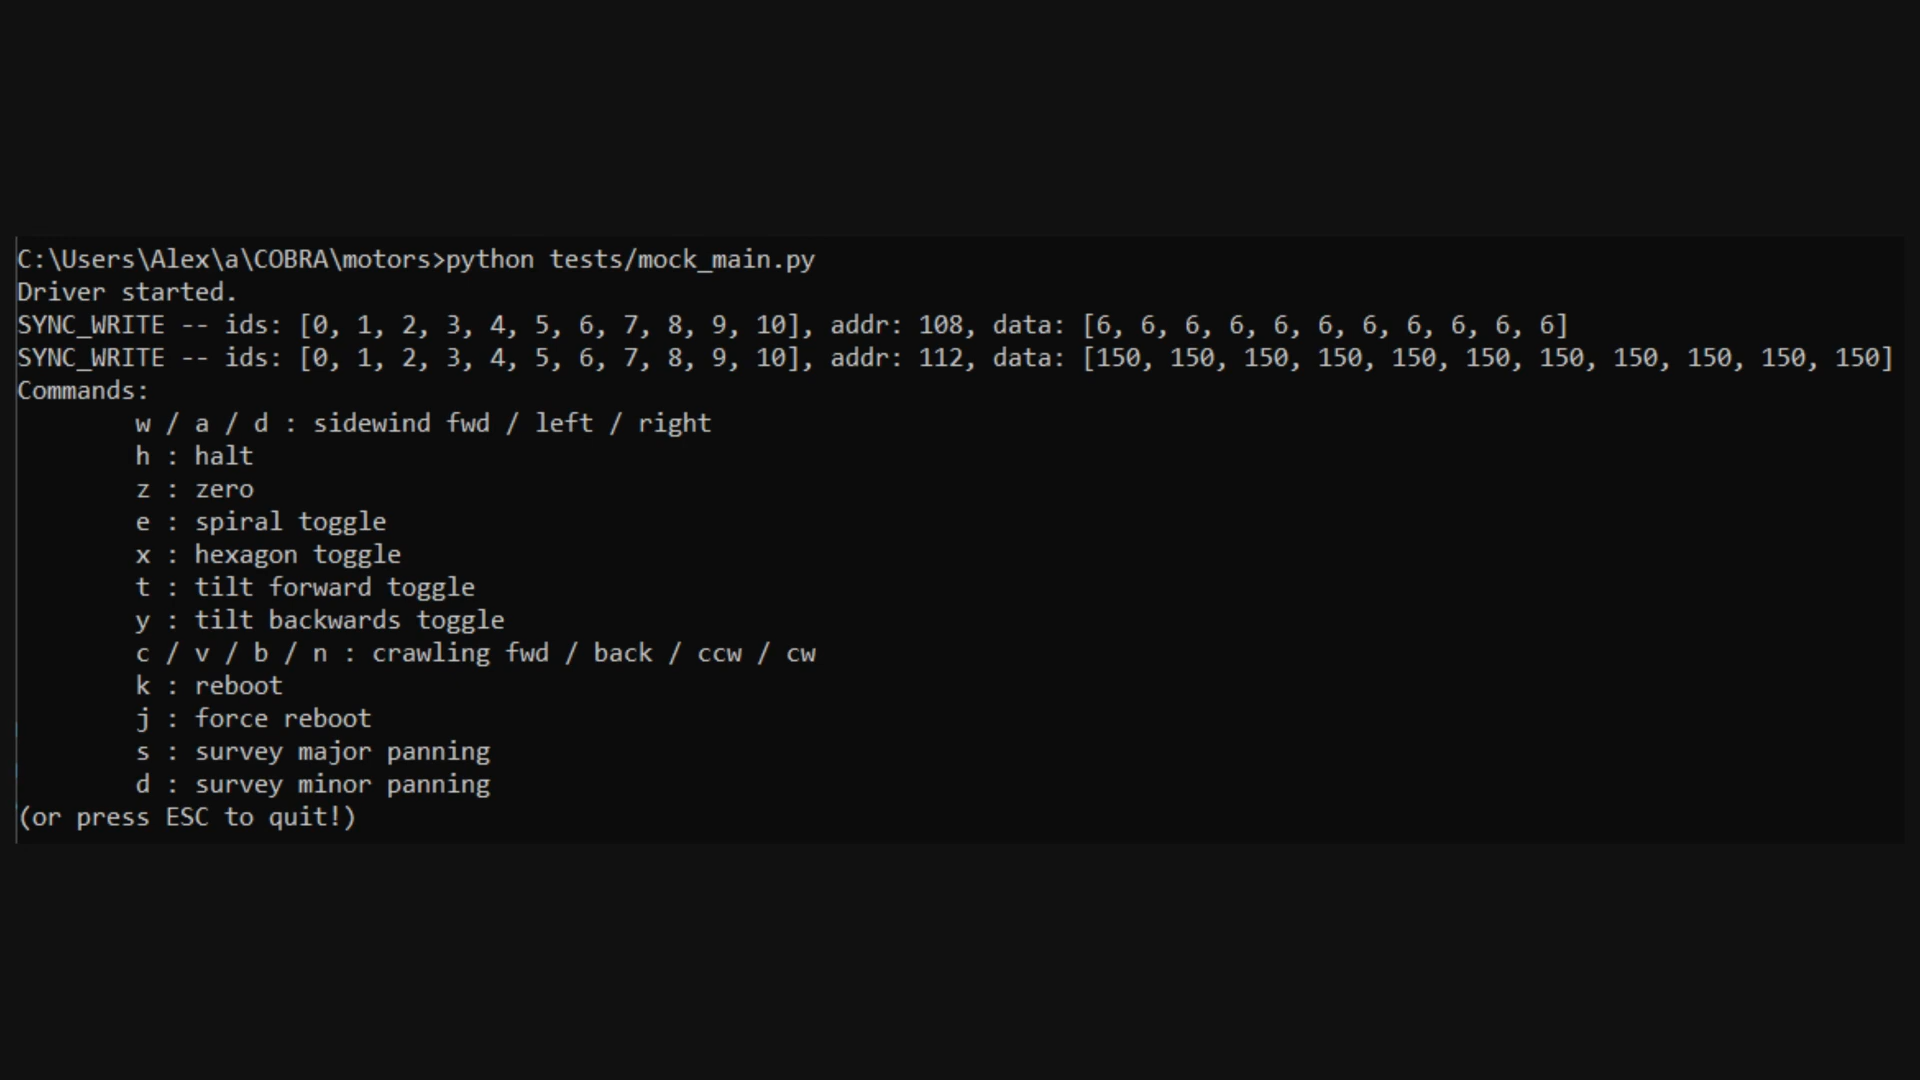 C:\Users\Alex\a\COBRA\motors>python tests/mock_main.py
Driver started.
SYNC_WRITE -- ids: [0, 1, 2, 3, 4, 5, 6, 7, 8, 9, 10], addr: 108, data: [6, 6, 6, 6, 6, 6, 6, 6, 6, 6, 6]
SYNC_WRITE -- ids: [0, 1, 2, 3, 4, 5, 6, 7, 8, 9, 10], addr: 112, data: [150, 150, 150, 150, 150, 150, 150, 150, 150, 150, 150]
Commands:
w / a / d : sidewind fwd / left / right
h : halt
z : zero
e : spiral toggle
x : hexagon toggle
t : tilt forward toggle
y : tilt backwards toggle
c / v / b / n : crawling fwd / back / ccw / cw
k : reboot
j : force reboot
s : survey major panning
d : survey minor panning
(or press ESC to quit!)